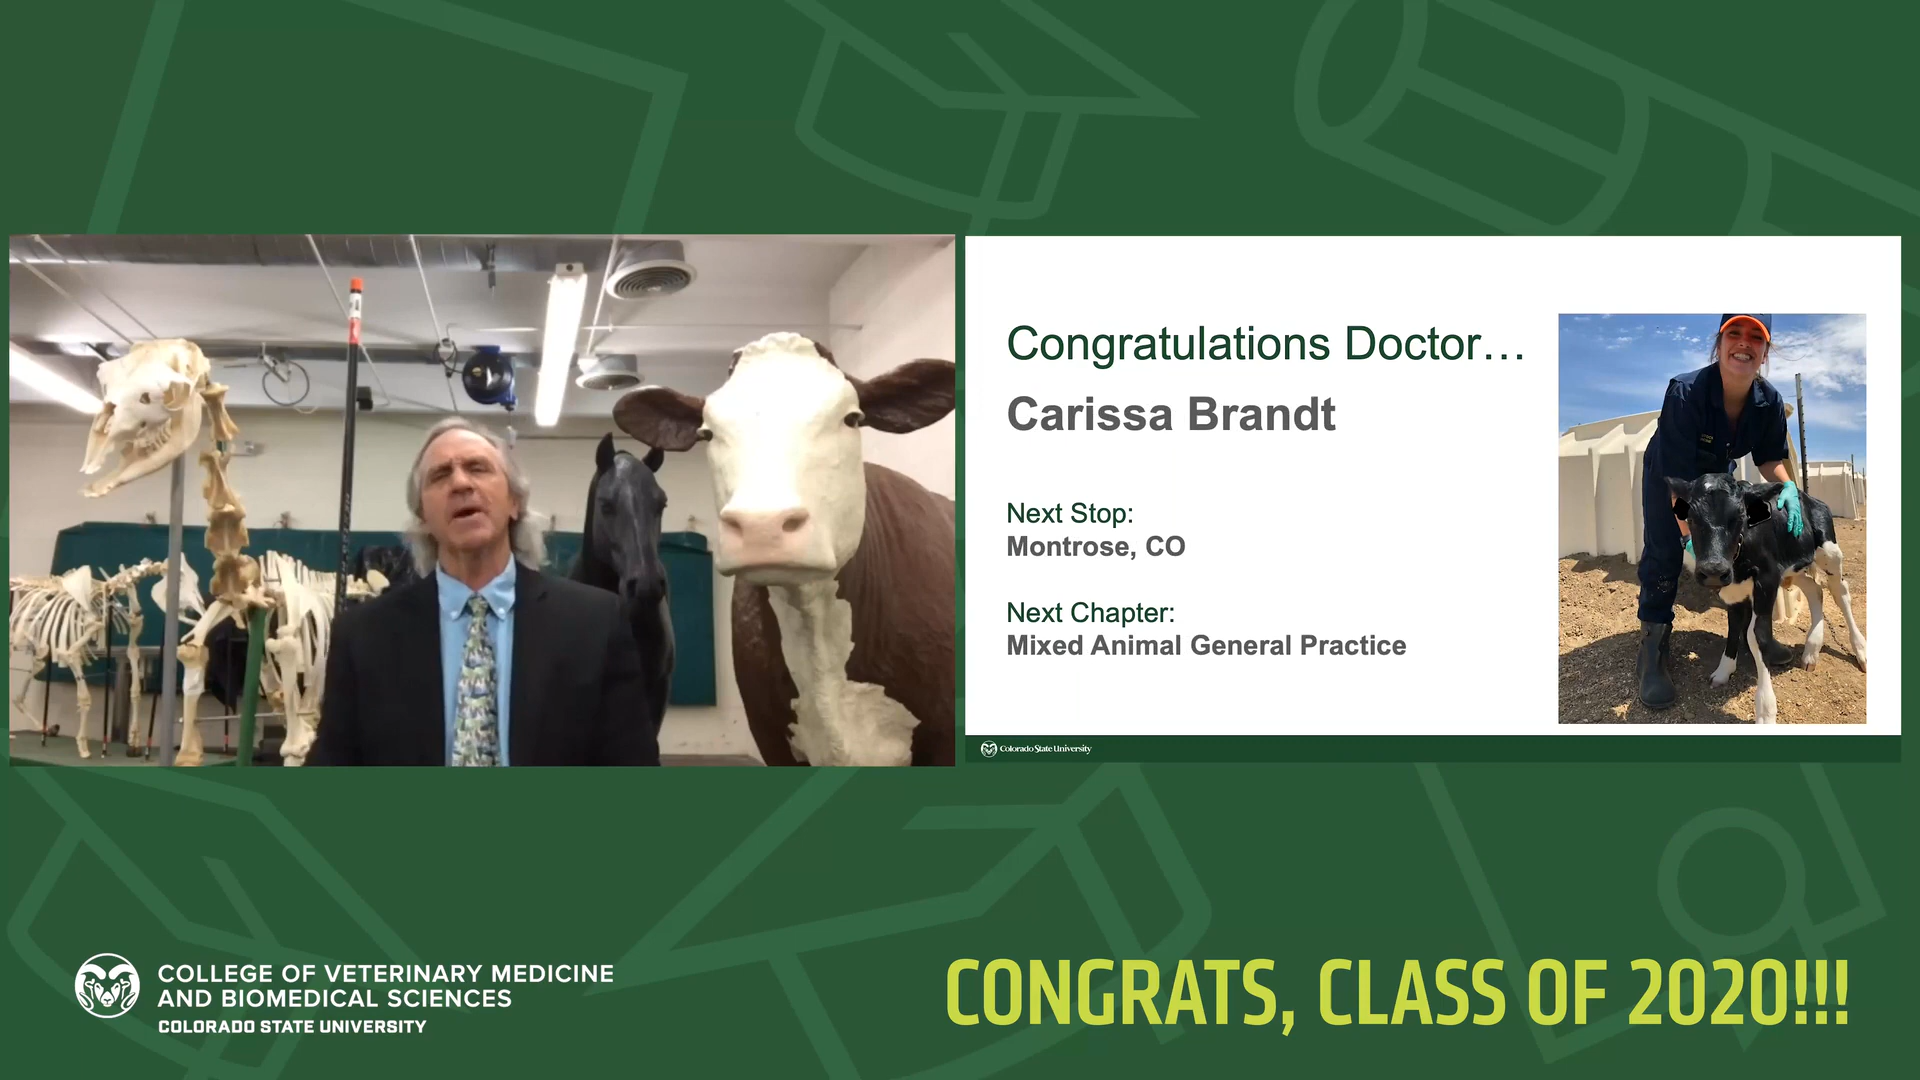 Congratulations Doctor…
Carissa Brandt
Next Stop:
Montrose, CO
Next Chapter:
Mixed Animal General Practice
Colorado State University
COLLEGE OF VETERINARY MEDICINE
AND BIOMEDICAL SCIENCES
COLORADO STATE UNIVERSITY
CONGRATS, CLASS OF 2020!!!